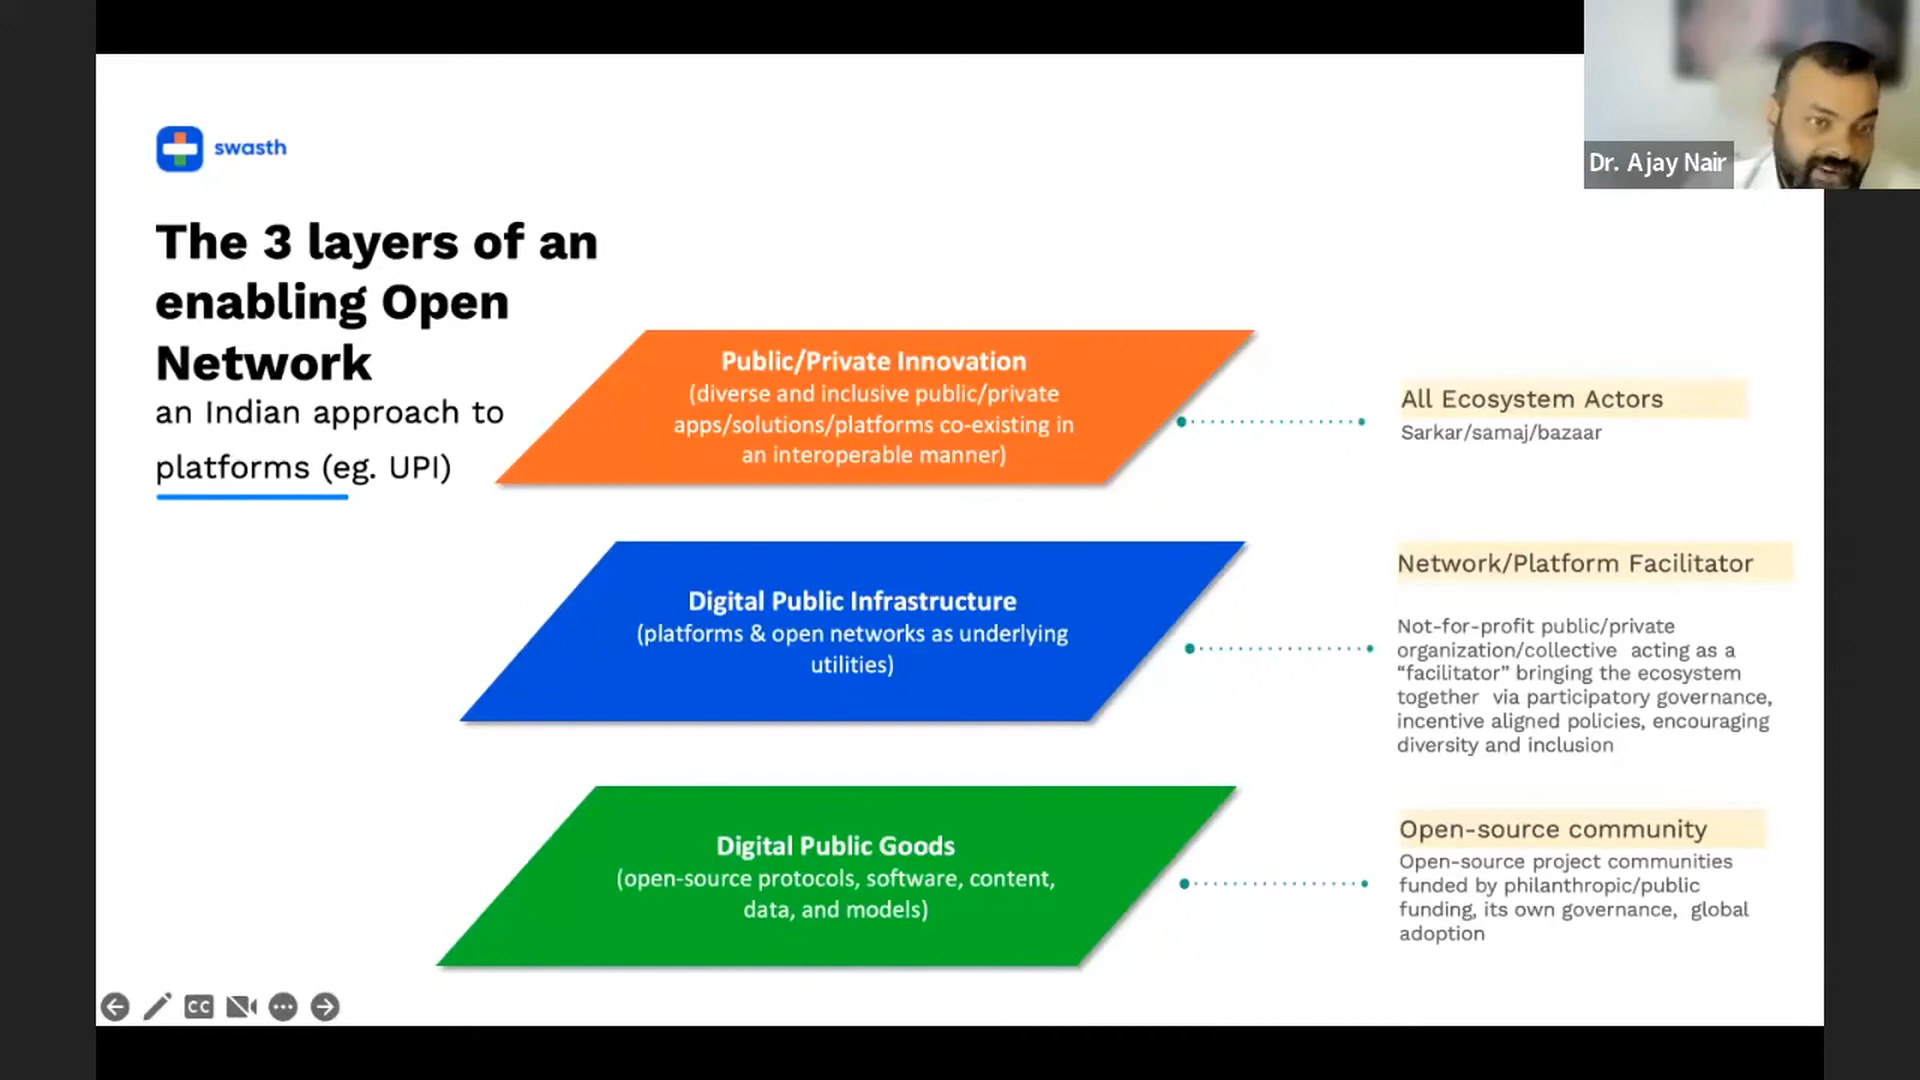 Dr. Ajay Nair
swasth
The 3 layers of an
enabling Open
Network
an Indian approach to
platforms (eg. UPI)
Public/Private Innovation
(diverse and inclusive public/private
apps/solutions/platforms co-existing in
an interoperable manner)
All Ecosystem Actors
Sarkar/samaj/bazaar
Digital Public Infrastructure
(platforms & open networks as underlying
utilities)
Network/Platform Facilitator
Not-for-profit public/private
organization/collective acting as a
“facilitator” bringing the ecosystem
together via participatory governance,
incentive aligned policies, encouraging
diversity and inclusion
Digital Public Goods
(open-source protocols, software, content,
data, and models)
Open-source community
Open-source project communities
funded by philanthropic/public
funding, its own governance, global
adoption
CC